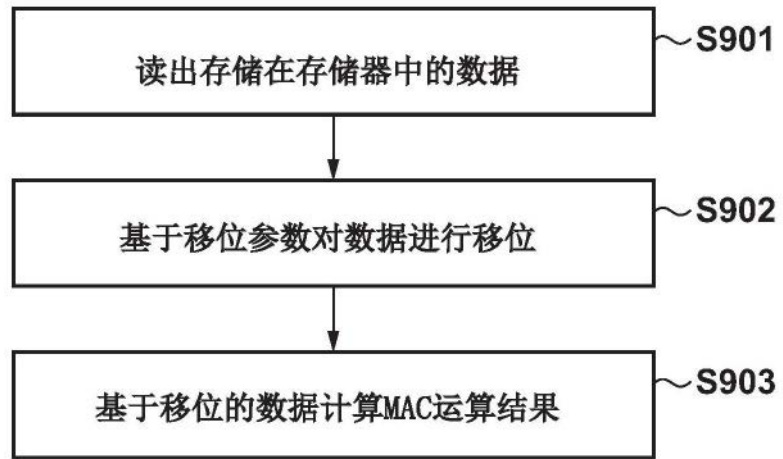 读出存储在存储器中的数据
S901
基于移位参数对数据进行移位
S902
基于移位的数据计算MAC运算结果
S903